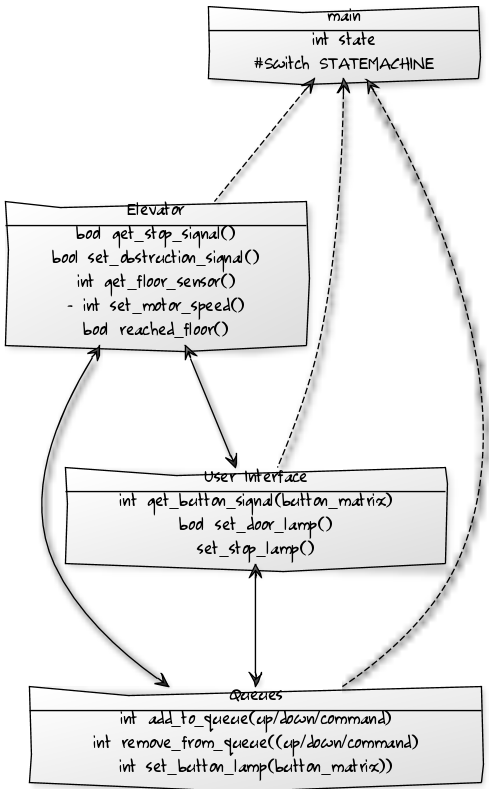 main
int state
#Switch STATEMACHINE
Elevator
bool get_stop_signal()
bool set_obstruction_signal()
int get_floor_sensor()
- int set_motor_speed()
bool reached_floor()
User Interface
int get_button_signal(button_matrix)
bool set_door_lamp()
set_stop_lamp()
Queues
int add_to_queue(up/down/command)
int remove_from_queue((up/down/command)
int set_button_lamp(button_matrix))